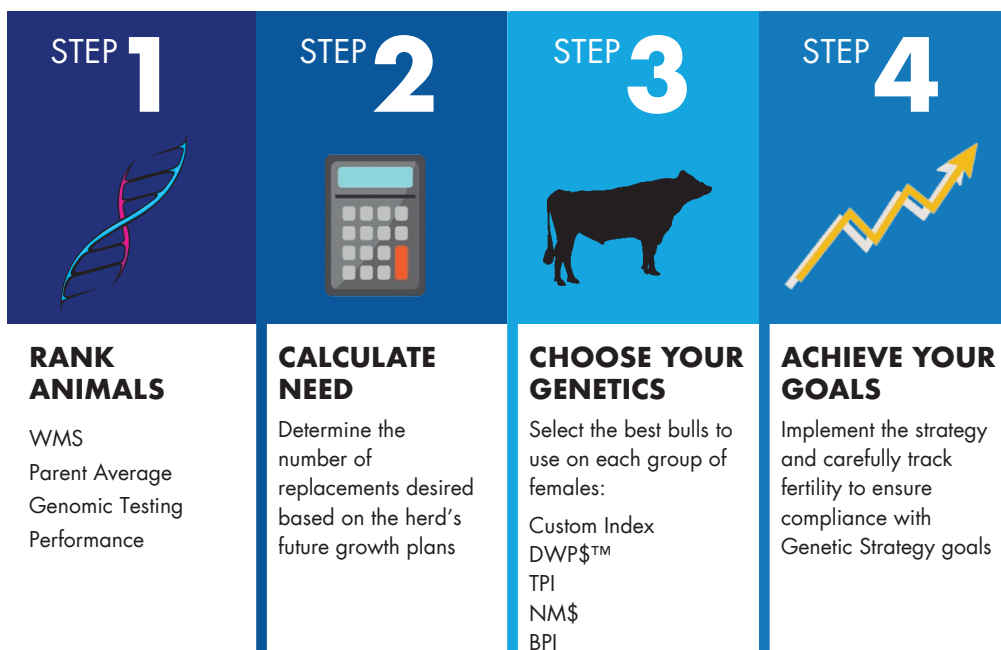 STEP 1
RANK
ANIMALS
WMS
Parent Average
Genomic Testing
Performance
STEP 2
CALCULATE
NEED
Determine the
number of
replacements desired
based on the herd's
future growth plans
STEP 3
CHOOSE YOUR
GENETICS
Select the best bulls to
use on each group of
females:
Custom Index
DWP$™
TPI
NM$
BPI
STEP 4
ACHIEVE YOUR
GOALS
Implement the strategy
and carefully track
fertility to ensure
compliance with
Genetic Strategy goals